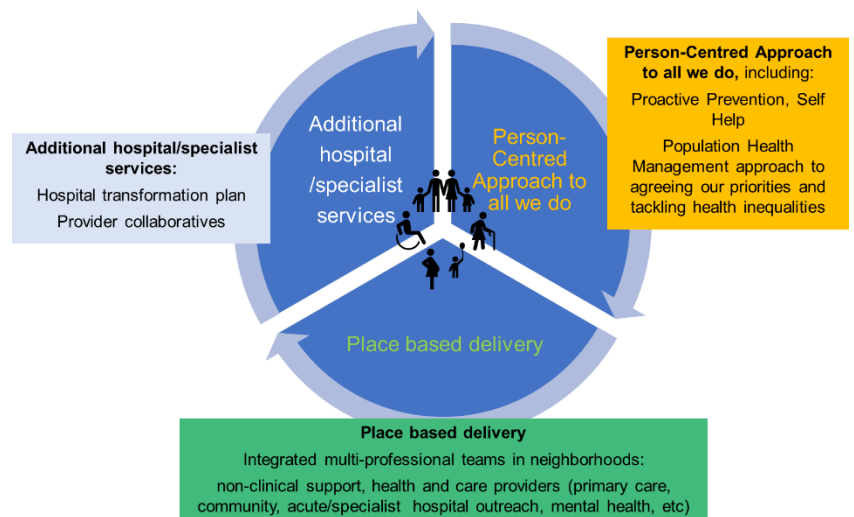 Additional hospital/specialist
services:
Hospital transformation plan
Provider collaboratives
Additional
hospital
/specialist
services
Person-
Centred
Approach to
all we do
Person-Centred Approach
to all we do, including:
Proactive Prevention, Self
Help
Population Health
Management approach to
agreeing our priorities and
tackling health inequalities
Place based delivery
Place based delivery
Integrated multi-professional teams in neighborhoods:
non-clinical support, health and care providers (primary care,
community, acute/specialist hospital outreach, mental health, etc)